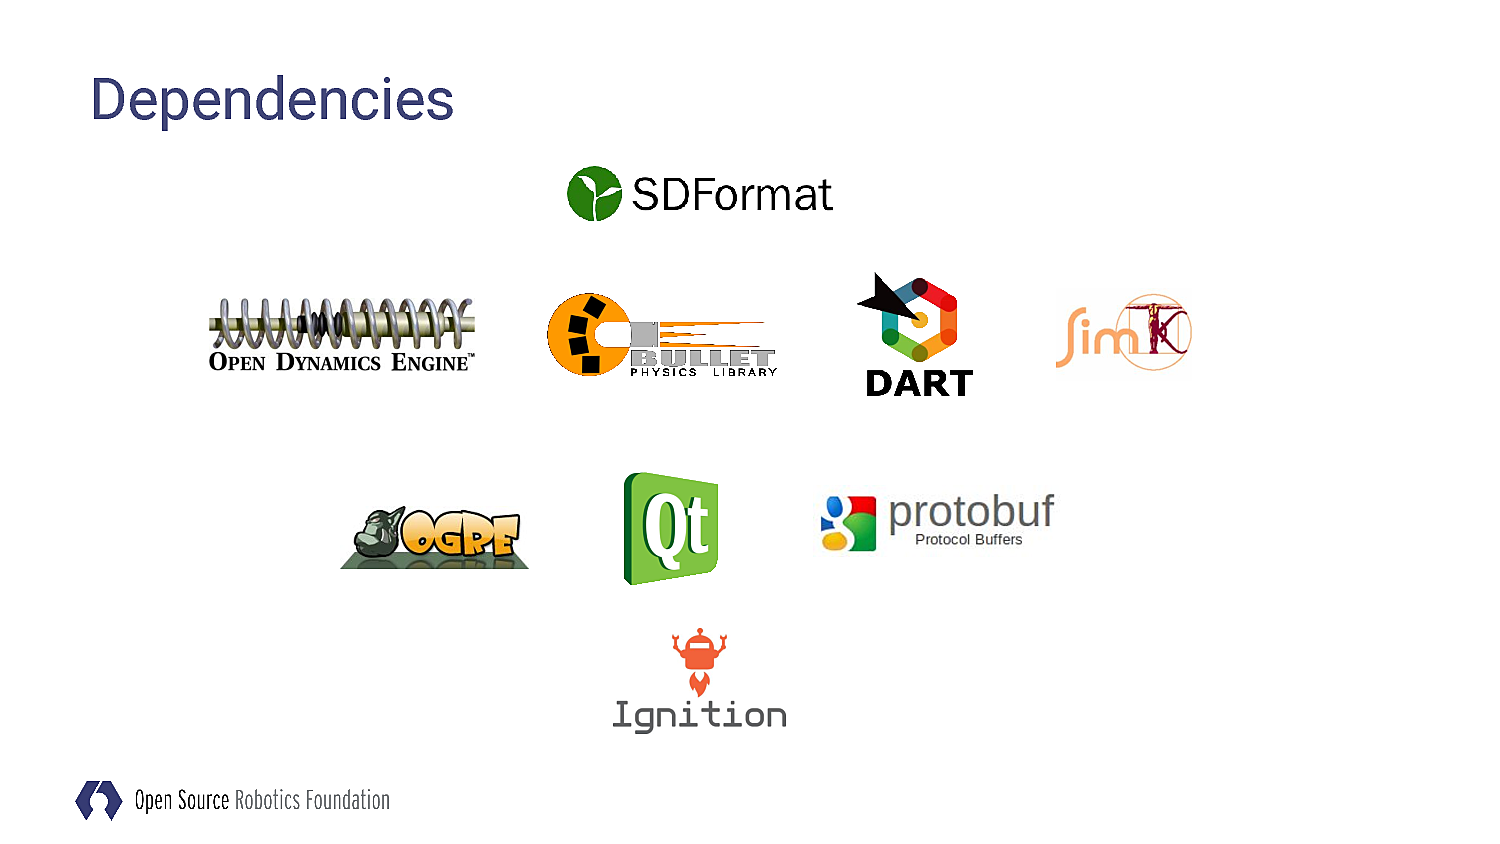 Dependencies
SDFormat
OPEN DYNAMICS ENGINE™
BULLET
PHYSICS LIBRARY
DART
SimTK
OGRE
Qt
protobuf
Protocol Buffers
Ignition
Open Source Robotics Foundation